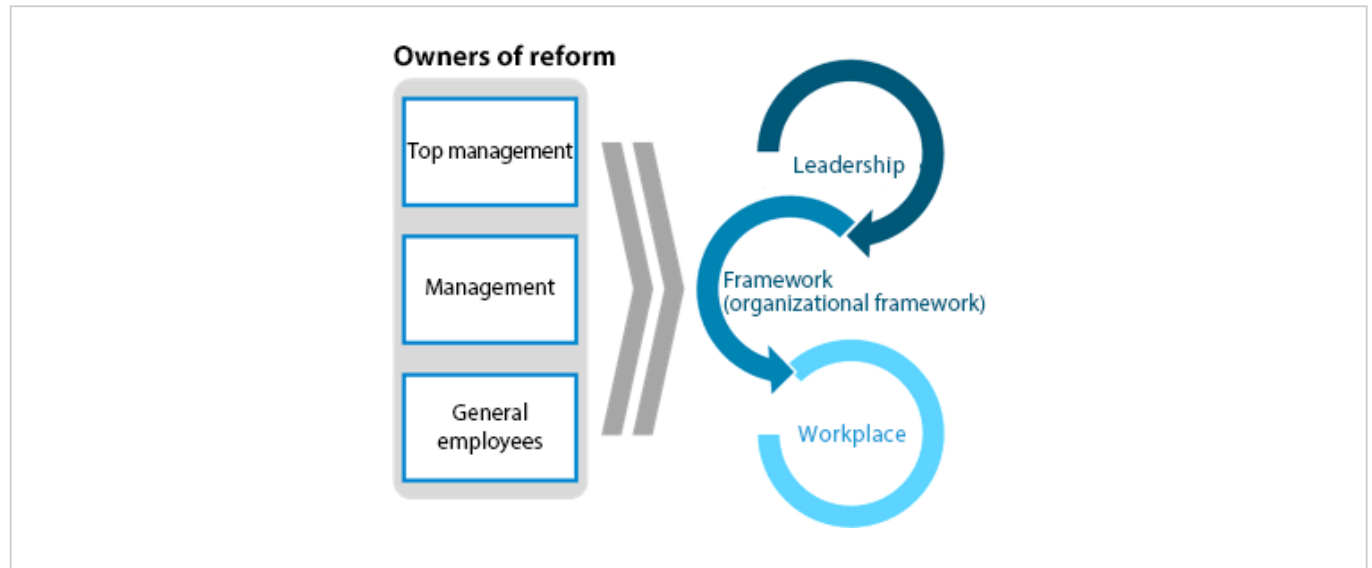 Owners of reform
Top management
Management
General
employees
Leadership
Framework
(organizational framework)
Workplace